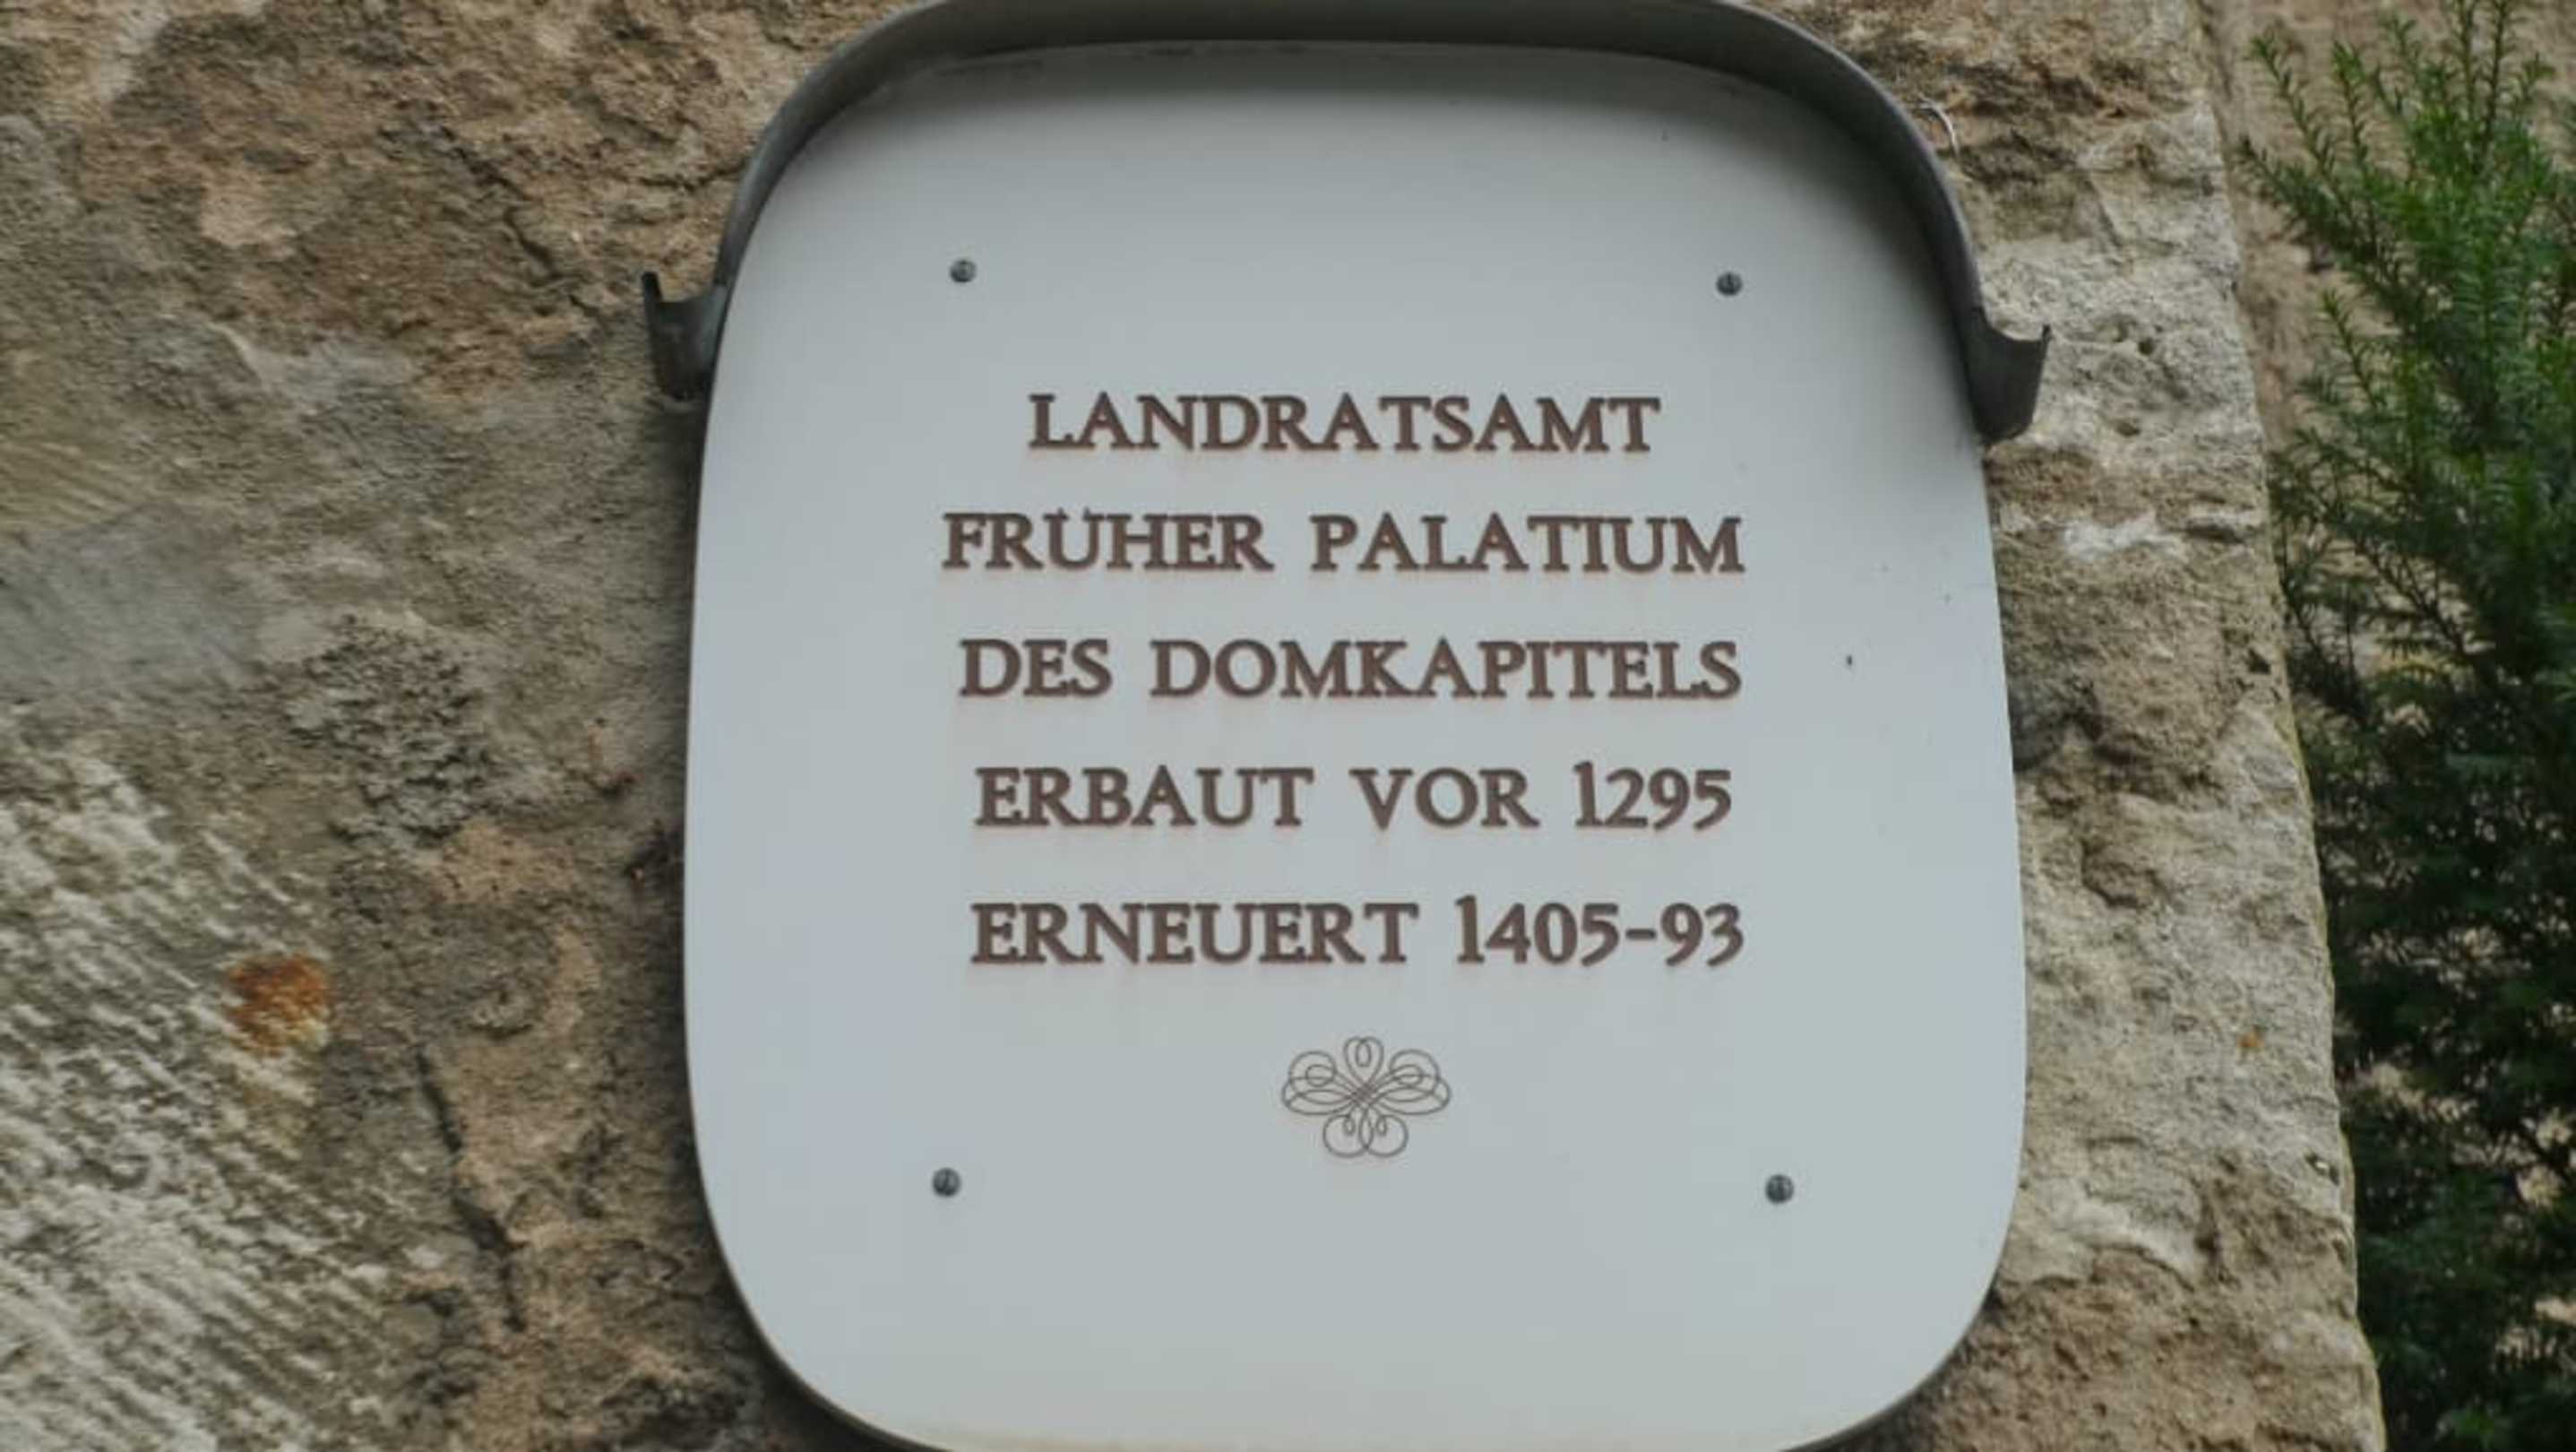 LANDRATSAMT
FRÜHER PALATIUM
DES DOMKAPITELS
ERBAUT VOR 1295
ERNEUERT 1405-93